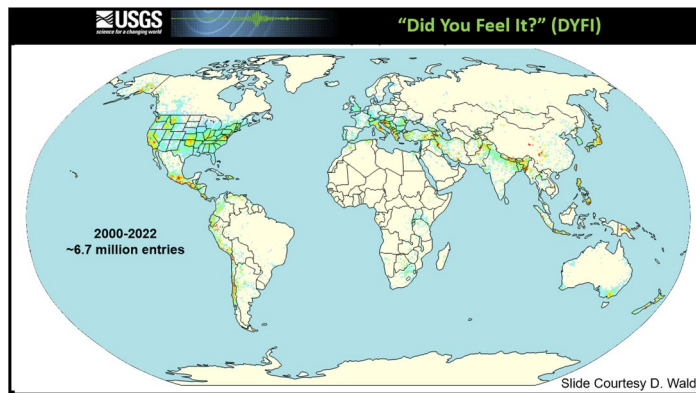 USGS
science for a changing world
"Did You Feel It?" (DYFI)
2000-2022
~6.7 million entries
Slide Courtesy D. Wald